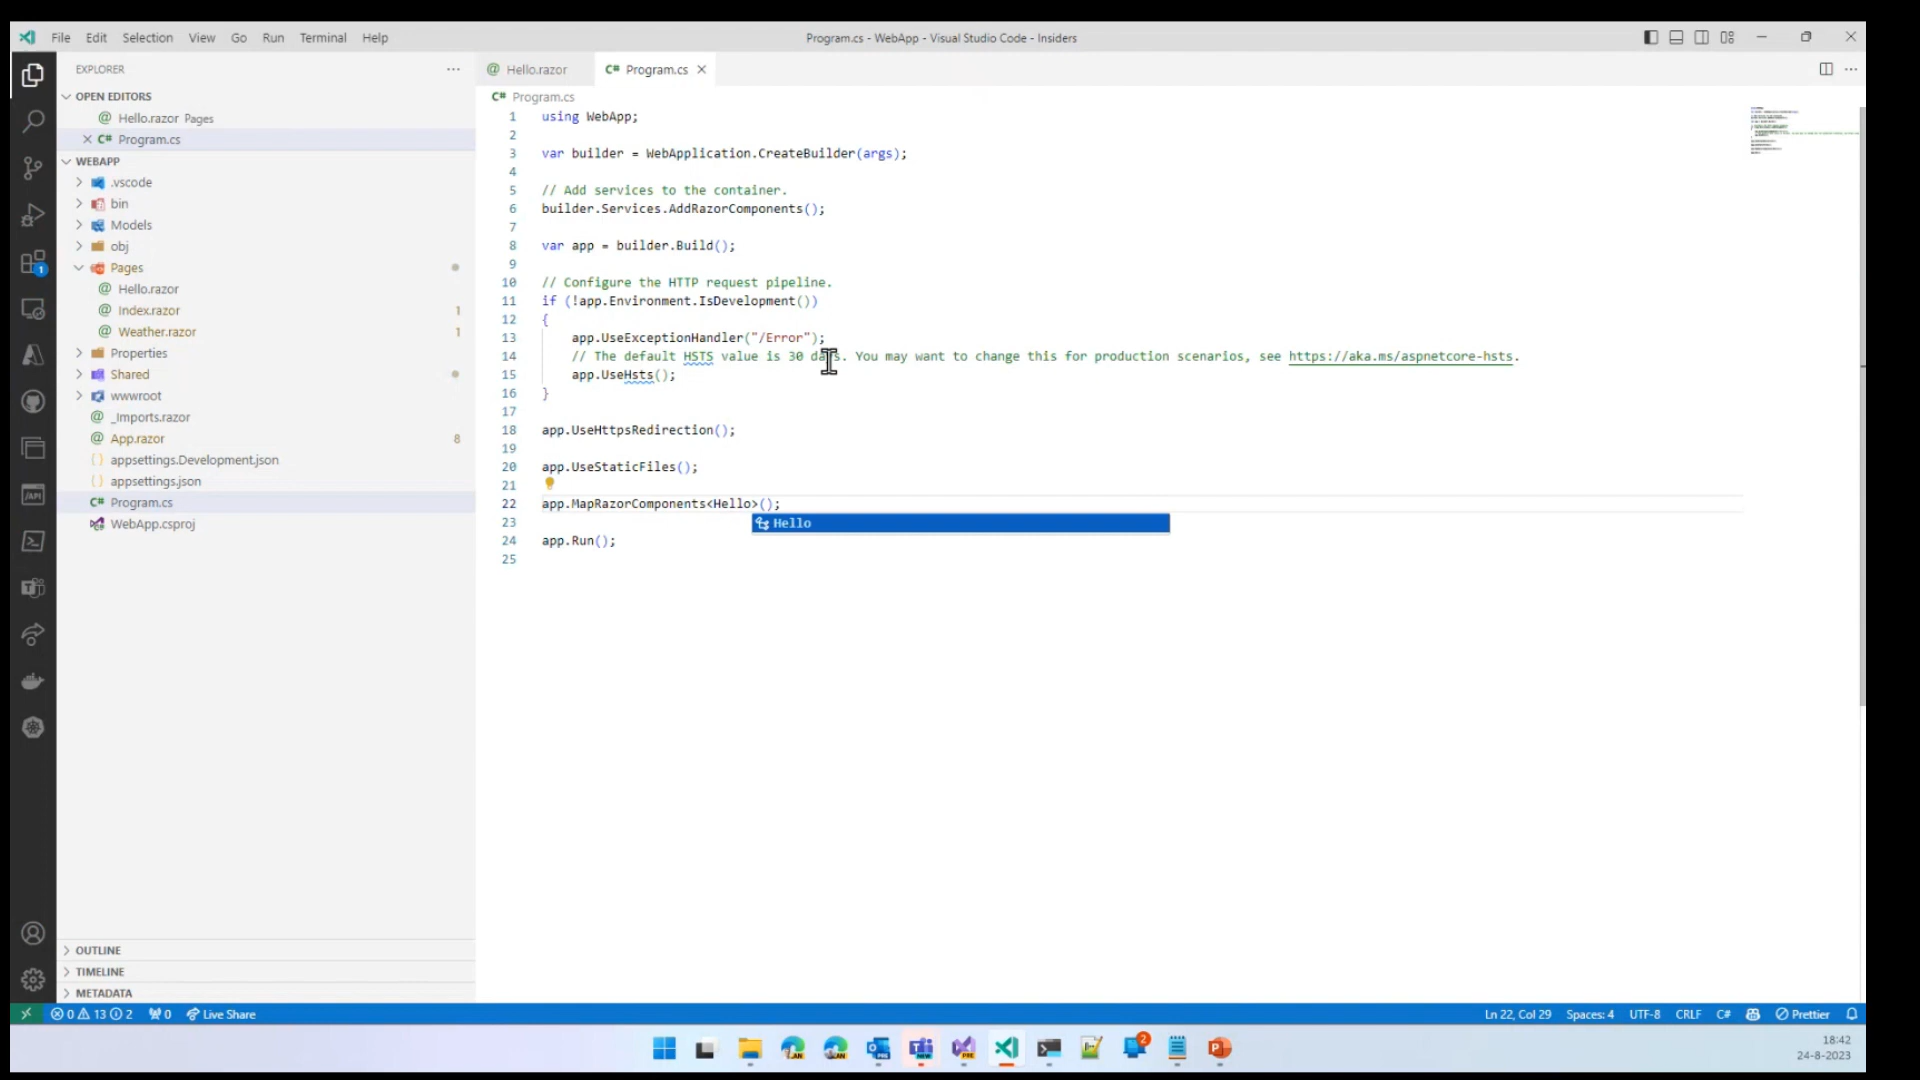 File Edit Selection View Go Run Terminal Help
Program.cs - WebApp - Visual Studio Code - Insiders
EXPLORER
OPEN EDITORS
Hello.razor Pages
Program.cs
WEBAPP
.vscode
bin
Models
obj
Pages
Hello.razor
Index.razor 1
Weather.razor 1
Properties
Shared
wwwroot
_Imports.razor
App.razor 8
appsettings.Development.json
appsettings.json
Program.cs
WebApp.csproj
OUTLINE
TIMELINE
METADATA
Hello.razor
C# Program.cs
C# Program.cs
1 using WebApp;
2
3 var builder = WebApplication.CreateBuilder(args);
4
5 // Add services to the container.
6 builder.Services.AddRazorComponents();
7
8 var app = builder.Build();
9
10 // Configure the HTTP request pipeline.
11 if (!app.Environment.IsDevelopment())
12 {
13 app.UseExceptionHandler("/Error");
14 // The default HSTS value is 30 days. You may want to change this for production scenarios, see https://aka.ms/aspnetcore-hsts.
15 app.UseHsts();
16 }
17
18 app.UseHttpsRedirection();
19
20 app.UseStaticFiles();
21
22 app.MapRazorComponents<Hello>();
Hello
23
24 app.Run();
25
0 13 2 0 Live Share
Ln 22, Col 29 Spaces: 4 UTF-8 CRLF C# Prettier
18:42
24-8-2023